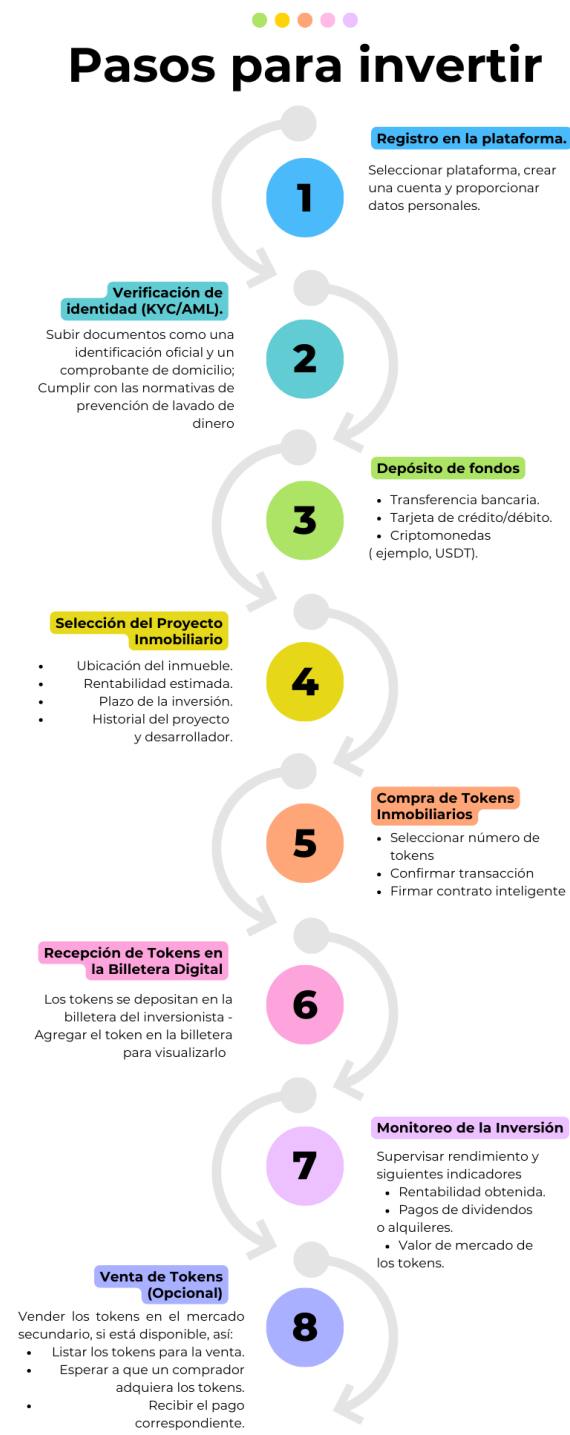 Pasos para invertir
1
Registro en la plataforma.
Seleccionar plataforma, crear
una cuenta y proporcionar
datos personales.
2
Verificación de
identidad (KYC/AML).
Subir documentos como una
identificación oficial y un
comprobante de domicilio;
Cumplir con las normativas de
prevención de lavado de
dinero
3
Depósito de fondos
• Transferencia bancaria.
• Tarjeta de crédito/débito.
• Criptomonedas
( ejemplo, USDT).
4
Selección del Proyecto
Inmobiliario
• Ubicación del inmueble.
• Rentabilidad estimada.
• Plazo de la inversión.
• Historial del proyecto
y desarrollador.
5
Compra de Tokens
Inmobiliarios
• Seleccionar número de
tokens
• Confirmar transacción
• Firmar contrato inteligente
6
Recepción de Tokens en
la Billetera Digital
Los tokens se depositan en la
billetera del inversionista -
Agregar el token en la billetera
para visualizarlo
7
Monitoreo de la Inversión
Supervisar rendimiento y
siguientes indicadores
• Rentabilidad obtenida.
• Pagos de dividendos
o alquileres.
• Valor de mercado de
los tokens.
8
Venta de Tokens
(Opcional)
Vender los tokens en el mercado
secundario, si está disponible, así:
• Listar los tokens para la venta.
• Esperar a que un comprador
adquiera los tokens.
• Recibir el pago
correspondiente.